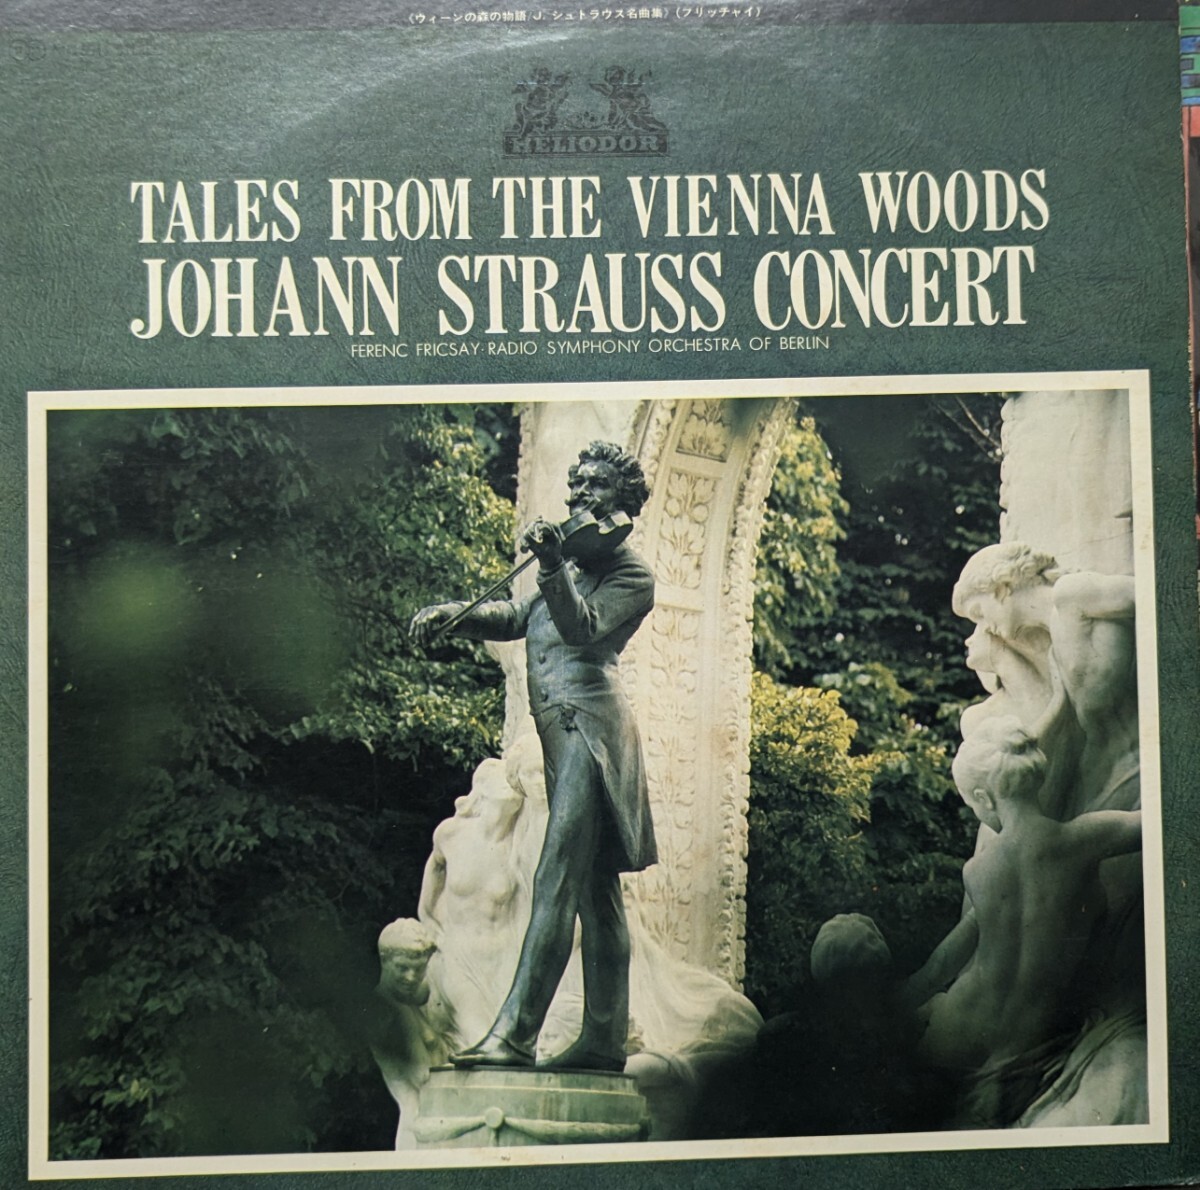 《ウィーンの森の物語/J. シュトラウス名曲集》(フリッチャイ)
HELIODOR
TALES FROM THE VIENNA WOODS
JOHANN STRAUSS CONCERT
FERENC FRICSAY·RADIO SYMPHONY ORCHESTRA OF BERLIN